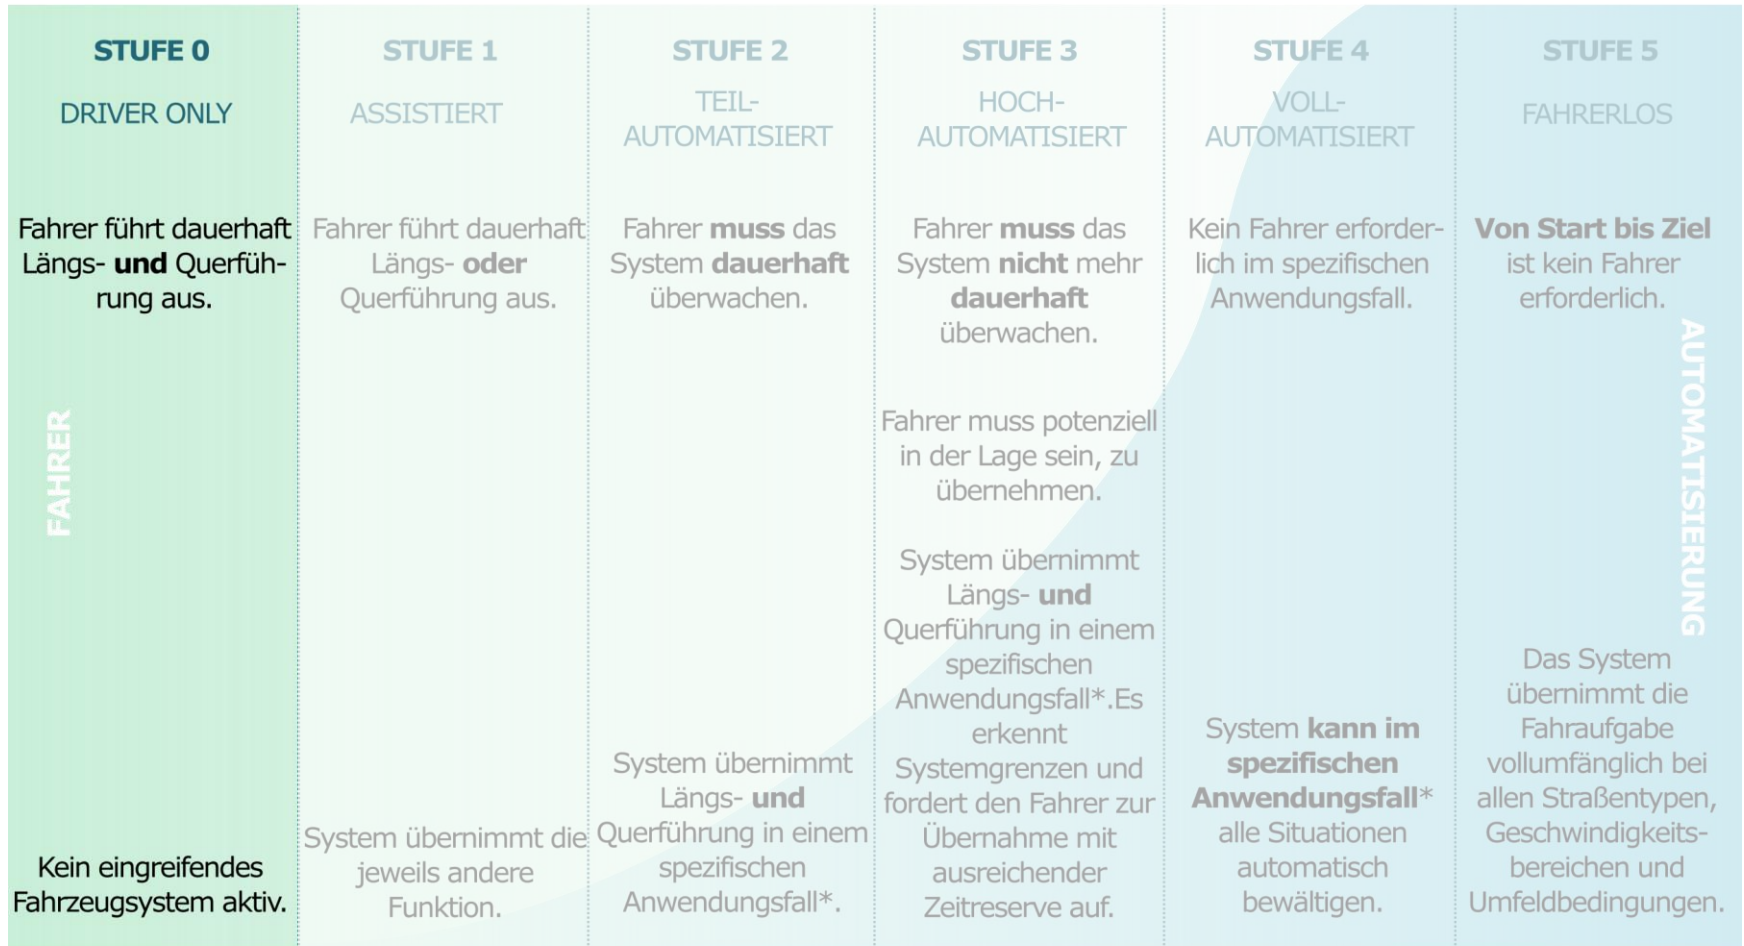 STUFE 0
DRIVER ONLY
Fahrer führt dauerhaft
Längs- und Querfüh-
rung aus.
FAHRER
Kein eingreifendes
Fahrzeugsystem aktiv.
STUFE 1
ASSISTIERT
Fahrer führt dauerhaft
Längs- oder
Querführung aus.
System übernimmt die
jeweils andere
Funktion.
STUFE 2
TEIL-
AUTOMATISIERT
Fahrer muss das
System dauerhaft
überwachen.
System übernimmt
Längs- und
Querführung in einem
spezifischen
Anwendungsfall*.
STUFE 3
HOCH-
AUTOMATISIERT
Fahrer muss das
System nicht mehr
dauerhaft
überwachen.
Fahrer muss potenziell
in der Lage sein, zu
übernehmen.
System übernimmt
Längs- und
Querführung in einem
spezifischen
Anwendungsfall*.Es
erkennt
Systemgrenzen und
fordert den Fahrer zur
Übernahme mit
ausreichender
Zeitreserve auf.
STUFE 4
VOLL-
AUTOMATISIERT
Kein Fahrer erforder-
lich im spezifischen
Anwendungsfall.
System kann im
spezifischen
Anwendungsfall*
alle Situationen
automatisch
bewältigen.
STUFE 5
FAHRERLOS
Von Start bis Ziel
ist kein Fahrer
erforderlich.
AUTOMATISIERUNG
Das System
übernimmt die
Fahraufgabe
vollumfänglich bei
allen Straßentypen,
Geschwindigkeits-
bereichen und
Umfeldbedingungen.